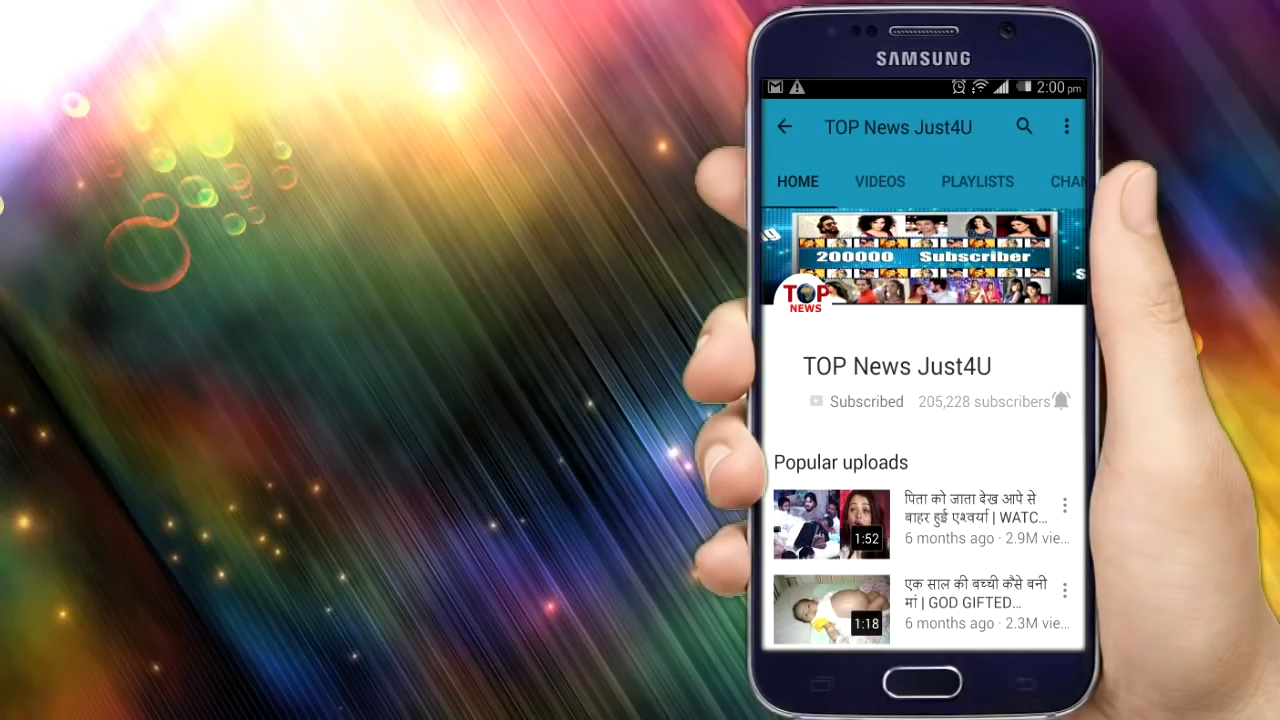 SAMSUNG
2:00 pm
TOP News Just4U
HOME VIDEOS PLAYLISTS CHAN
200000 Subscriber
TOP
NEWS
TOP News Just4U
Subscribed 205,228 subscribers
Popular uploads
पिता को जाता देख आपे से
बाहर हुई एश्वर्या | WATC...
6 months ago · 2.9M vie...
1:52
एक साल की बच्ची कैसे बनी
मां | GOD GIFTED...
6 months ago · 2.3M vie...
1:18